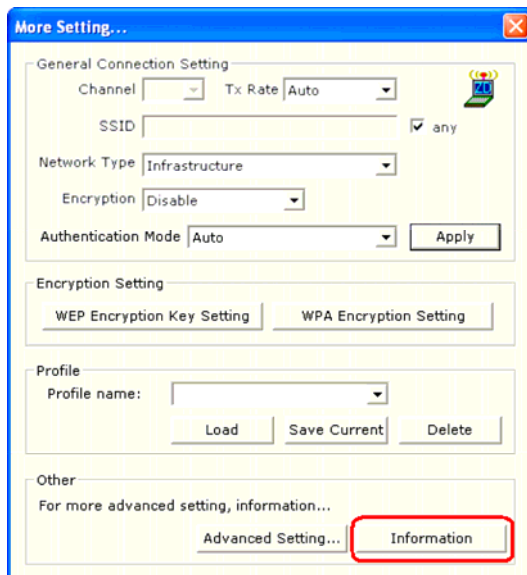 More Setting...
General Connection Setting
Channel Tx Rate Auto
SSID any
Network Type Infrastructure
Encryption Disable
Authentication Mode Auto Apply
Encryption Setting
WEP Encryption Key Setting WPA Encryption Setting
Profile
Profile name:
Load Save Current Delete
Other
For more advanced setting, information...
Advanced Setting... Information
ZD